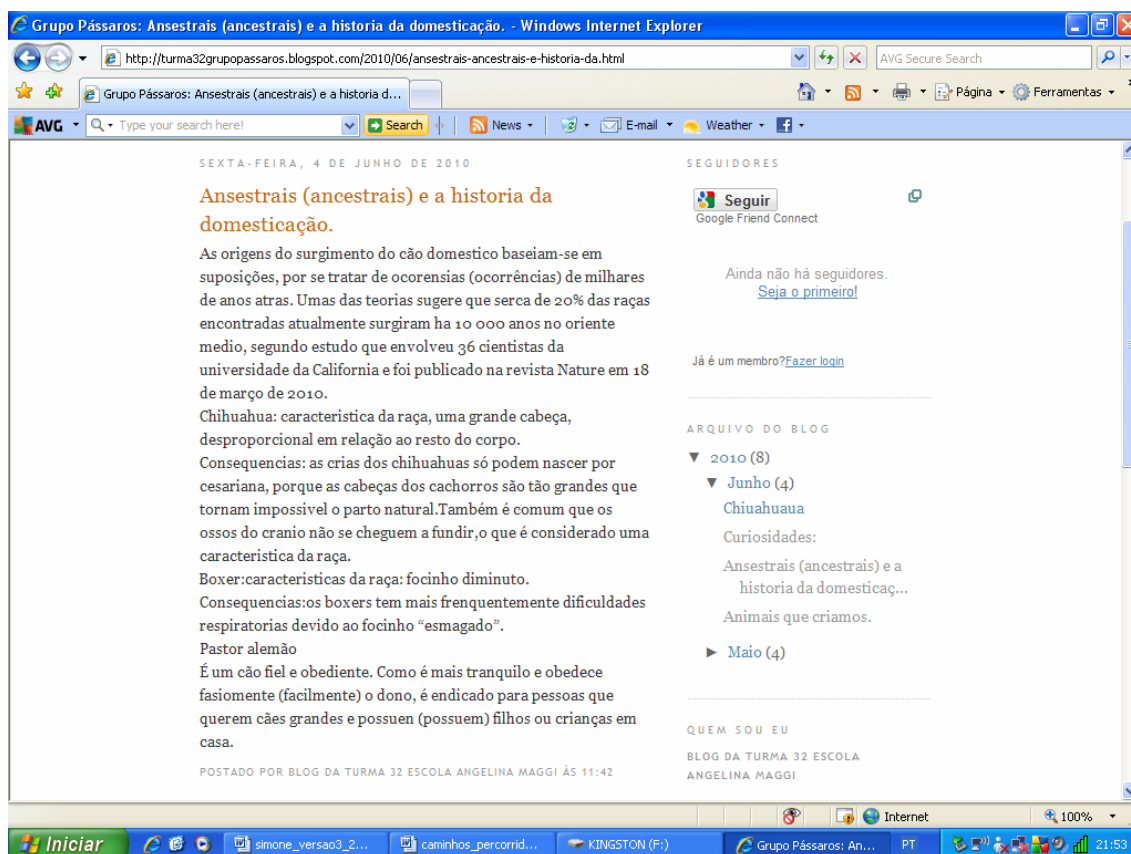 Grupo Pássaros: Ansestrais (ancestrais) e a historia da domesticação. - Windows Internet Explorer
http://turma32grupopassaros.blogspot.com/2010/06/ansestrais-ancestrais-e-historia-da.html
AVG Secure Search
Grupo Pássaros: Ansestrais (ancestrais) e a historia d...
Página
Ferramentas
AVG
Type your search here!
Search
News
E-mail
Weather
SEXTA-FEIRA, 4 DE JUNHO DE 2010
Ansestrais (ancestrais) e a historia da
domesticação.
As origens do surgimento do cão domestico baseiam-se em
suposições, por se tratar de ocorensias (ocorrências) de milhares
de anos atras. Umas das teorias sugere que serca de 20% das raças
encontradas atualmente surgiram ha 10 000 anos no oriente
medio, segundo estudo que envolveu 36 cientistas da
universidade da California e foi publicado na revista Nature em 18
de março de 2010.
Chihuahua: caracteristica da raça, uma grande cabeça,
desproporcional em relação ao resto do corpo.
Consequencias: as crias dos chihuahuas só podem nascer por
cesariana, porque as cabeças dos cachorros são tão grandes que
tornam impossivel o parto natural.Também é comum que os
ossos do cranio não se cheguem a fundir,o que é considerado uma
caracteristica da raça.
Boxer:caracteristicas da raça: focinho diminuto.
Consequencias:os boxers tem mais frenquentemente dificuldades
respiratorias devido ao focinho “esmagado”.
Pastor alemão
É um cão fiel e obediente. Como é mais tranquilo e obedece
fasiomente (facilmente) o dono, é endicado para pessoas que
querem cães grandes e possuen (possuem) filhos ou crianças em
casa.
POSTADO POR BLOG DA TURMA 32 ESCOLA ANGELINA MAGGI ÀS 11:42
SEGUIDORES
Seguir
Google Friend Connect
Ainda não há seguidores.
Seja o primeiro!
Já é um membro?Fazer login
ARQUIVO DO BLOG
▼ 2010 (8)
▼ Junho (4)
Chiuahuaua
Curiosidades:
Ansestrais (ancestrais) e a
historia da domesticaç...
Animais que criamos.
► Maio (4)
QUEM SOU EU
BLOG DA TURMA 32 ESCOLA
ANGELINA MAGGI
Internet
100%
Iniciar
simone_versao3_2...
caminhos_percorrid...
KINGSTON (F:)
Grupo Pássaros: An...
PT
21:53